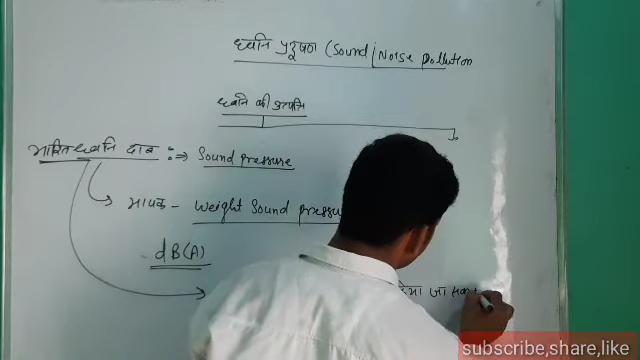 ध्वनि प्रदूषण (Sound/Noise Pollution
ध्वनि की उत्पत्ति
भारित ध्वनि दाब :⇒ Sound pressure
मापक - Weight Sound pressu
dB(A)
जा सक
subscribe,share,like